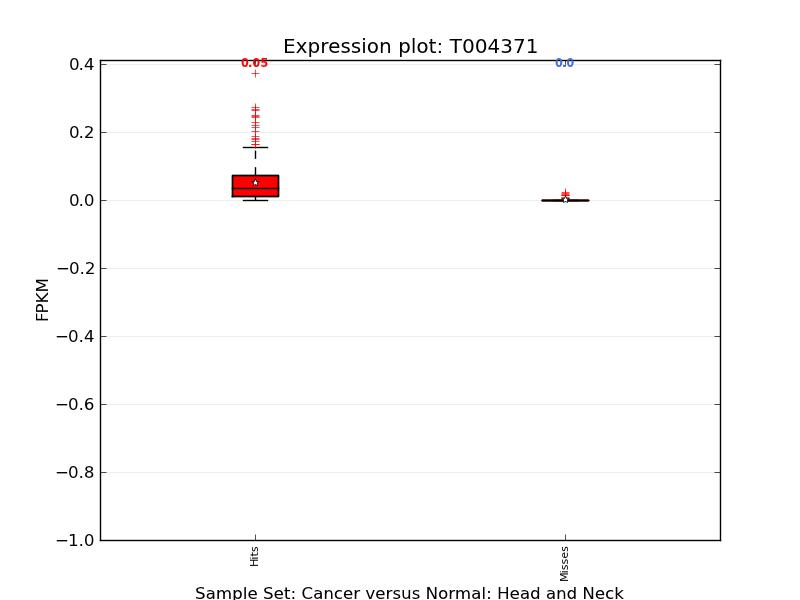 Expression plot: T004371
0.05
0.0
0.4
0.2
0.0
−0.2
−0.4
−0.6
−0.8
−1.0
FPKM
Hits
Misses
Sample Set: Cancer versus Normal: Head and Neck